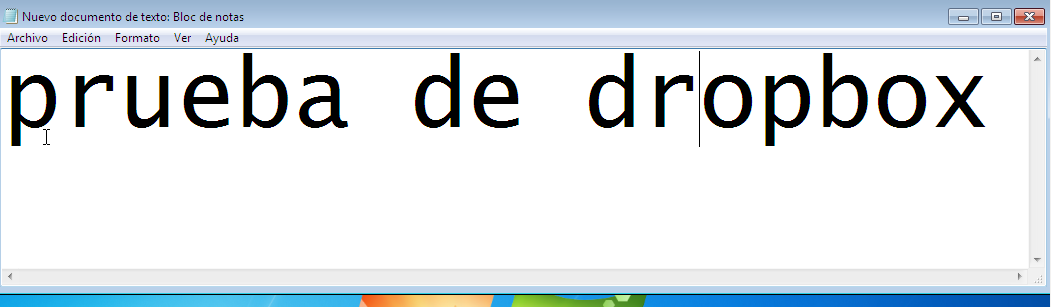 Nuevo documento de texto: Bloc de notas
Archivo Edición Formato Ver Ayuda
prueba de dropbox